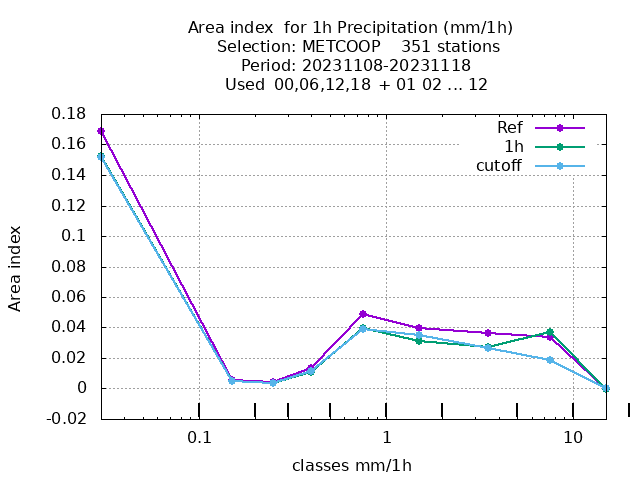 Area index  for 1h Precipitation (mm/1h)
Selection: METCOOP    351 stations
Period: 20231108-20231118
Used  00,06,12,18 + 01 02 ... 12
Ref
1h
cutoff
0.18
0.16
0.14
0.12
0.1
0.08
0.06
0.04
0.02
0
-0.02
Area index
0.1
1
10
classes mm/1h